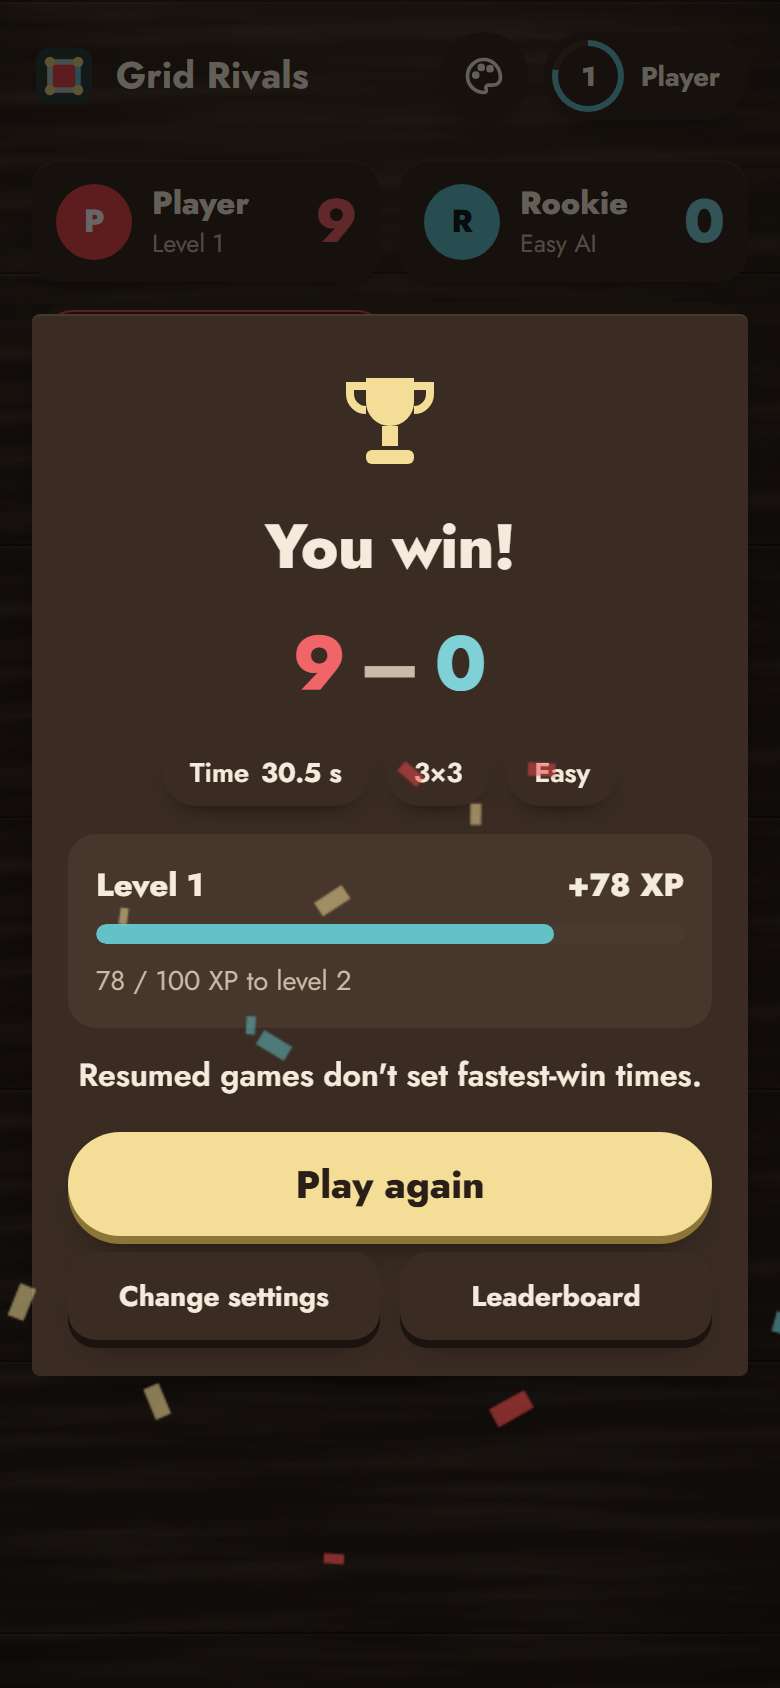 Grid Rivals
1 Player
P Player 9
Level 1
R Rookie 0
Easy AI
You win!
9 – 0
Time 30.5 s 3×3 Easy
Level 1 +78 XP
78 / 100 XP to level 2
Resumed games don't set fastest-win times.
Play again
Change settings Leaderboard